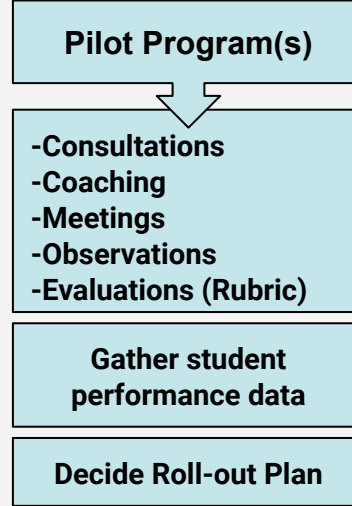 Pilot Program(s)
-Consultations
-Coaching
-Meetings
-Observations
-Evaluations (Rubric)
Gather student
performance data
Decide Roll-out Plan